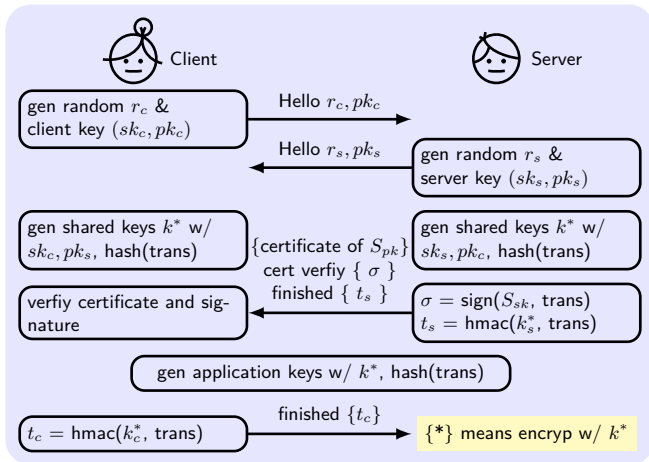 Client
Server
gen random r_c &
client key (sk_c, pk_c)
Hello r_c, pk_c
Hello r_s, pk_s
gen random r_s &
server key (sk_s, pk_s)
gen shared keys k* w/
sk_c, pk_s, hash(trans)
gen shared keys k* w/
sk_s, pk_c, hash(trans)
{certificate of S_pk}
cert verfiy { σ }
finished { t_s }
verfiy certificate and sig-
nature
σ = sign(S_sk, trans)
t_s = hmac(k*_s, trans)
gen application keys w/ k*, hash(trans)
t_c = hmac(k*_c, trans)
finished {t_c}
{*} means encryp w/ k*